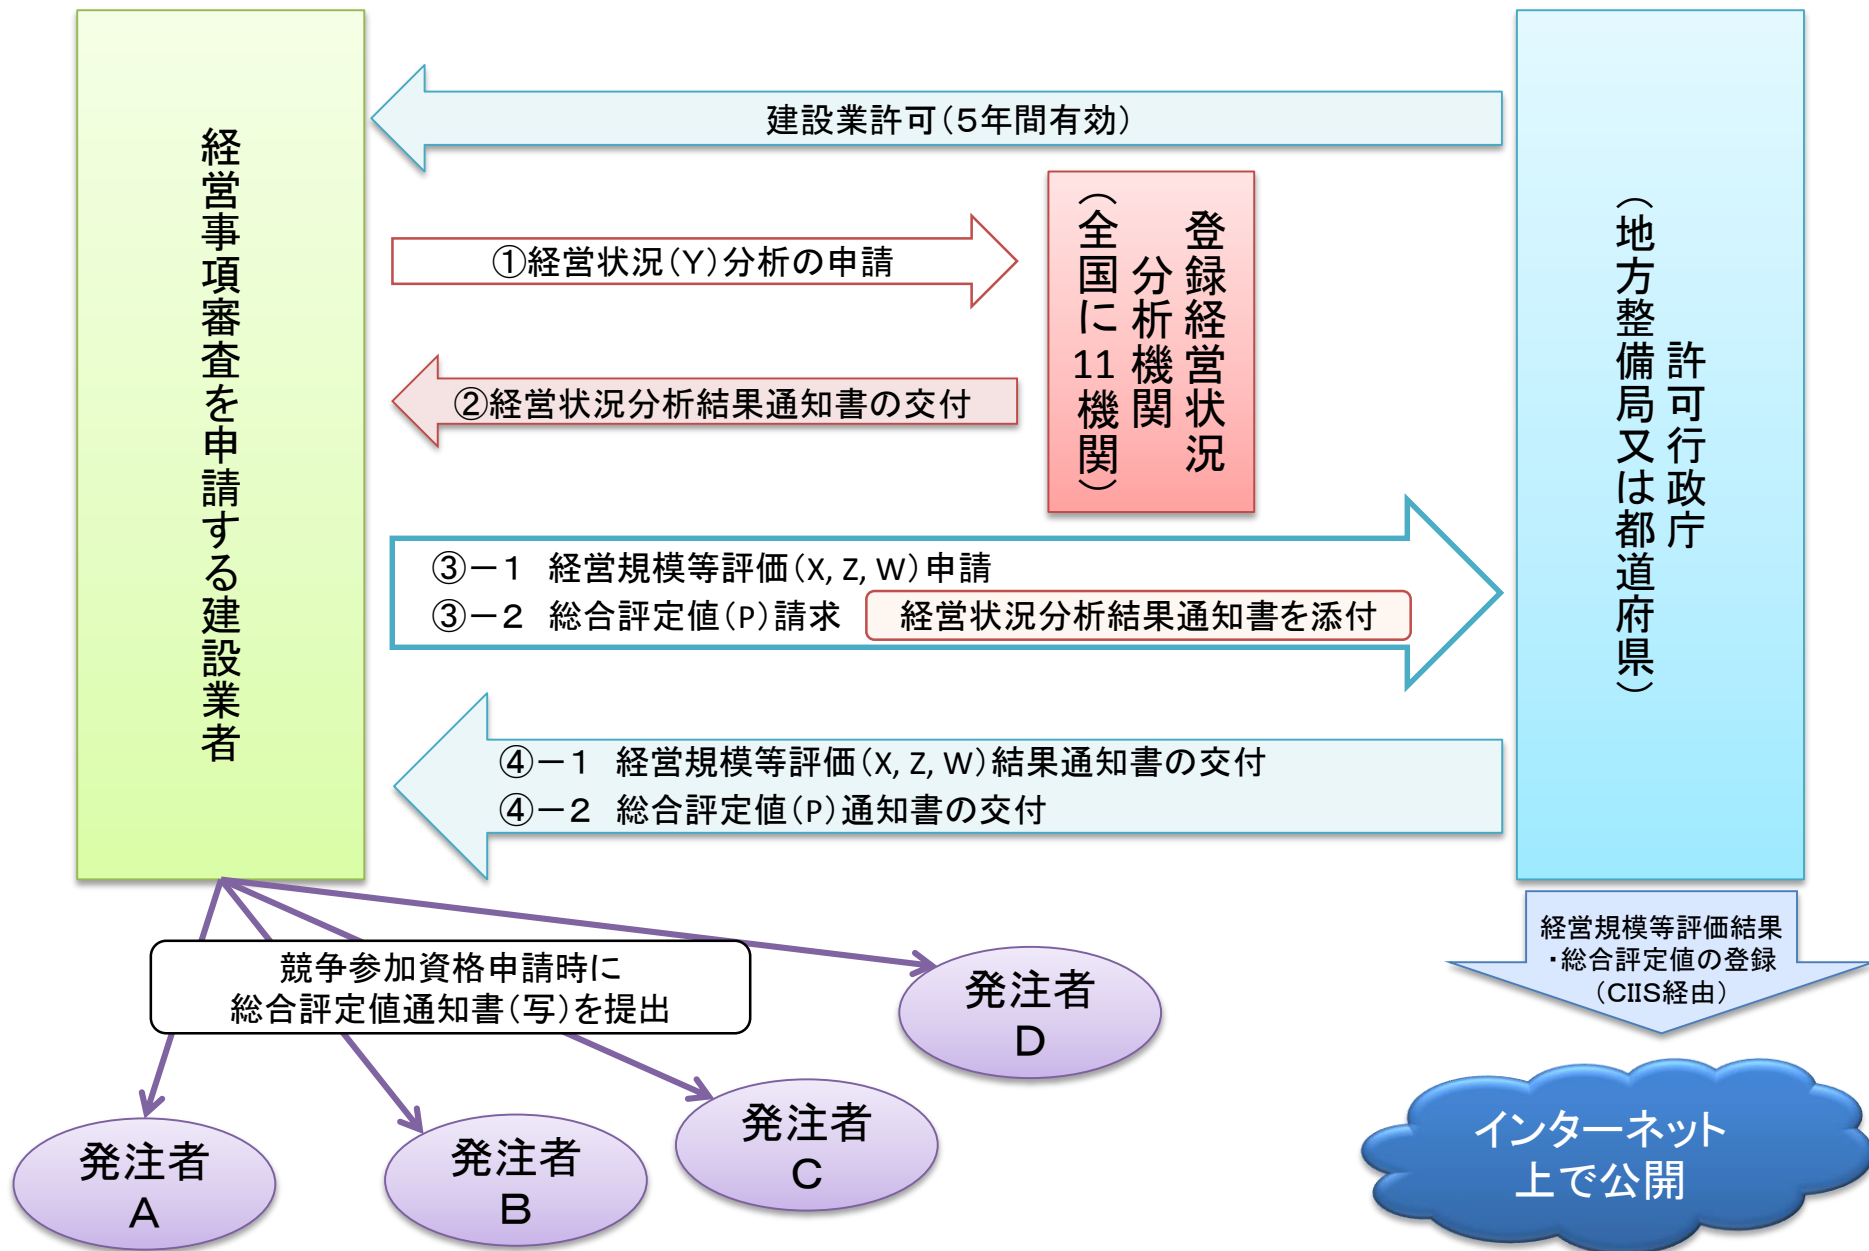 経営事項審査を申請する建設業者
建設業許可（５年間有効）
①経営状況（Ｙ）分析の申請
②経営状況分析結果通知書の交付
登録経営状況
分析機関
（全国に11機関）
許可行政庁
（地方整備局又は都道府県）
③－１　経営規模等評価（X, Z, W）申請
③－２　総合評定値（P）請求
経営状況分析結果通知書を添付
④－１　経営規模等評価（X, Z, W）結果通知書の交付
④－２　総合評定値（P）通知書の交付
競争参加資格申請時に
総合評定値通知書（写）を提出
発注者
Ａ
発注者
Ｂ
発注者
Ｃ
発注者
Ｄ
経営規模等評価結果
・総合評定値の登録
（CIIS経由）
インターネット
上で公開